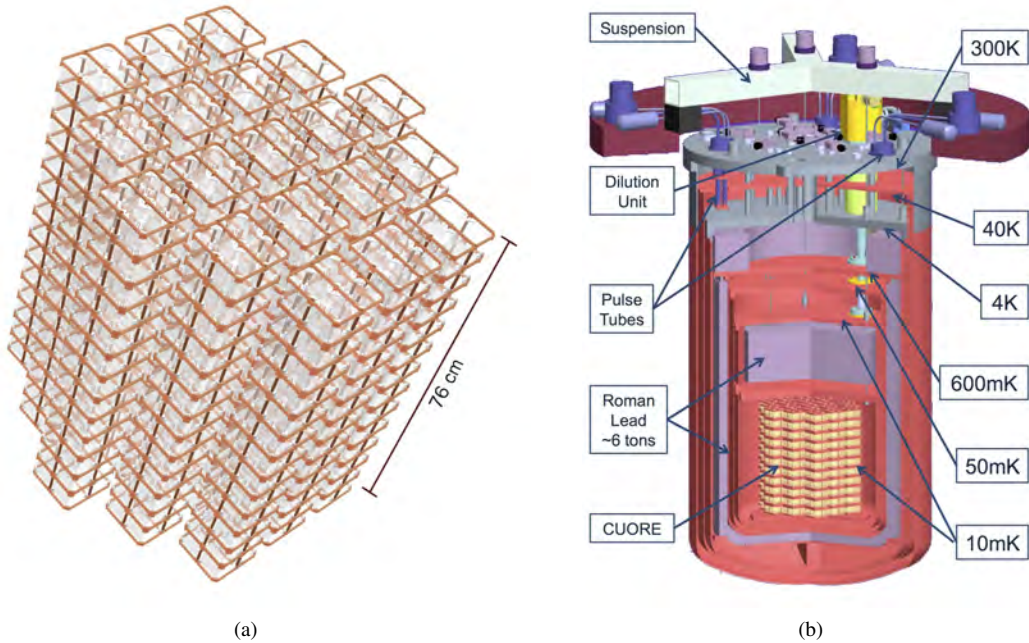 76 cm
(a)
Suspension
300K
Dilution
Unit
40K
Pulse
Tubes
4K
600mK
Roman
Lead
~6 tons
50mK
CUORE
10mK
(b)